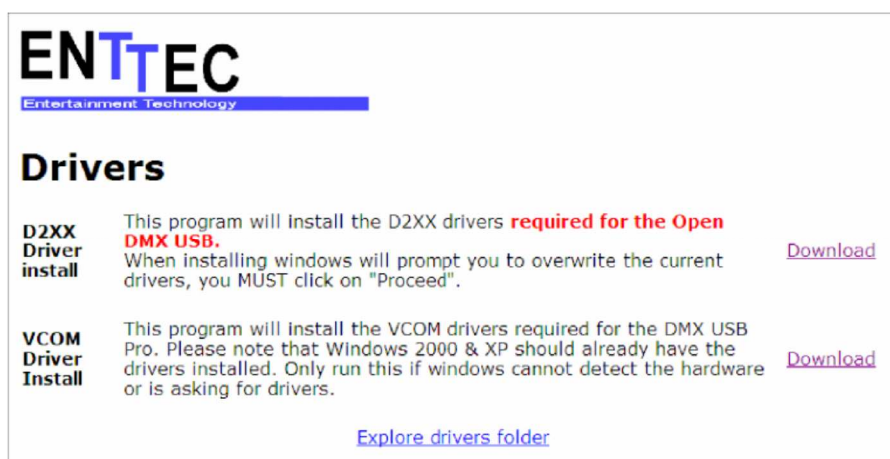 ENTTEC
Entertainment Technology
Drivers
D2XX
Driver
install
This program will install the D2XX drivers required for the Open
DMX USB.
When installing windows will prompt you to overwrite the current
drivers, you MUST click on "Proceed".
Download
VCOM
Driver
Install
This program will install the VCOM drivers required for the DMX USB
Pro. Please note that Windows 2000 & XP should already have the
drivers installed. Only run this if windows cannot detect the hardware
or is asking for drivers.
Download
Explore drivers folder